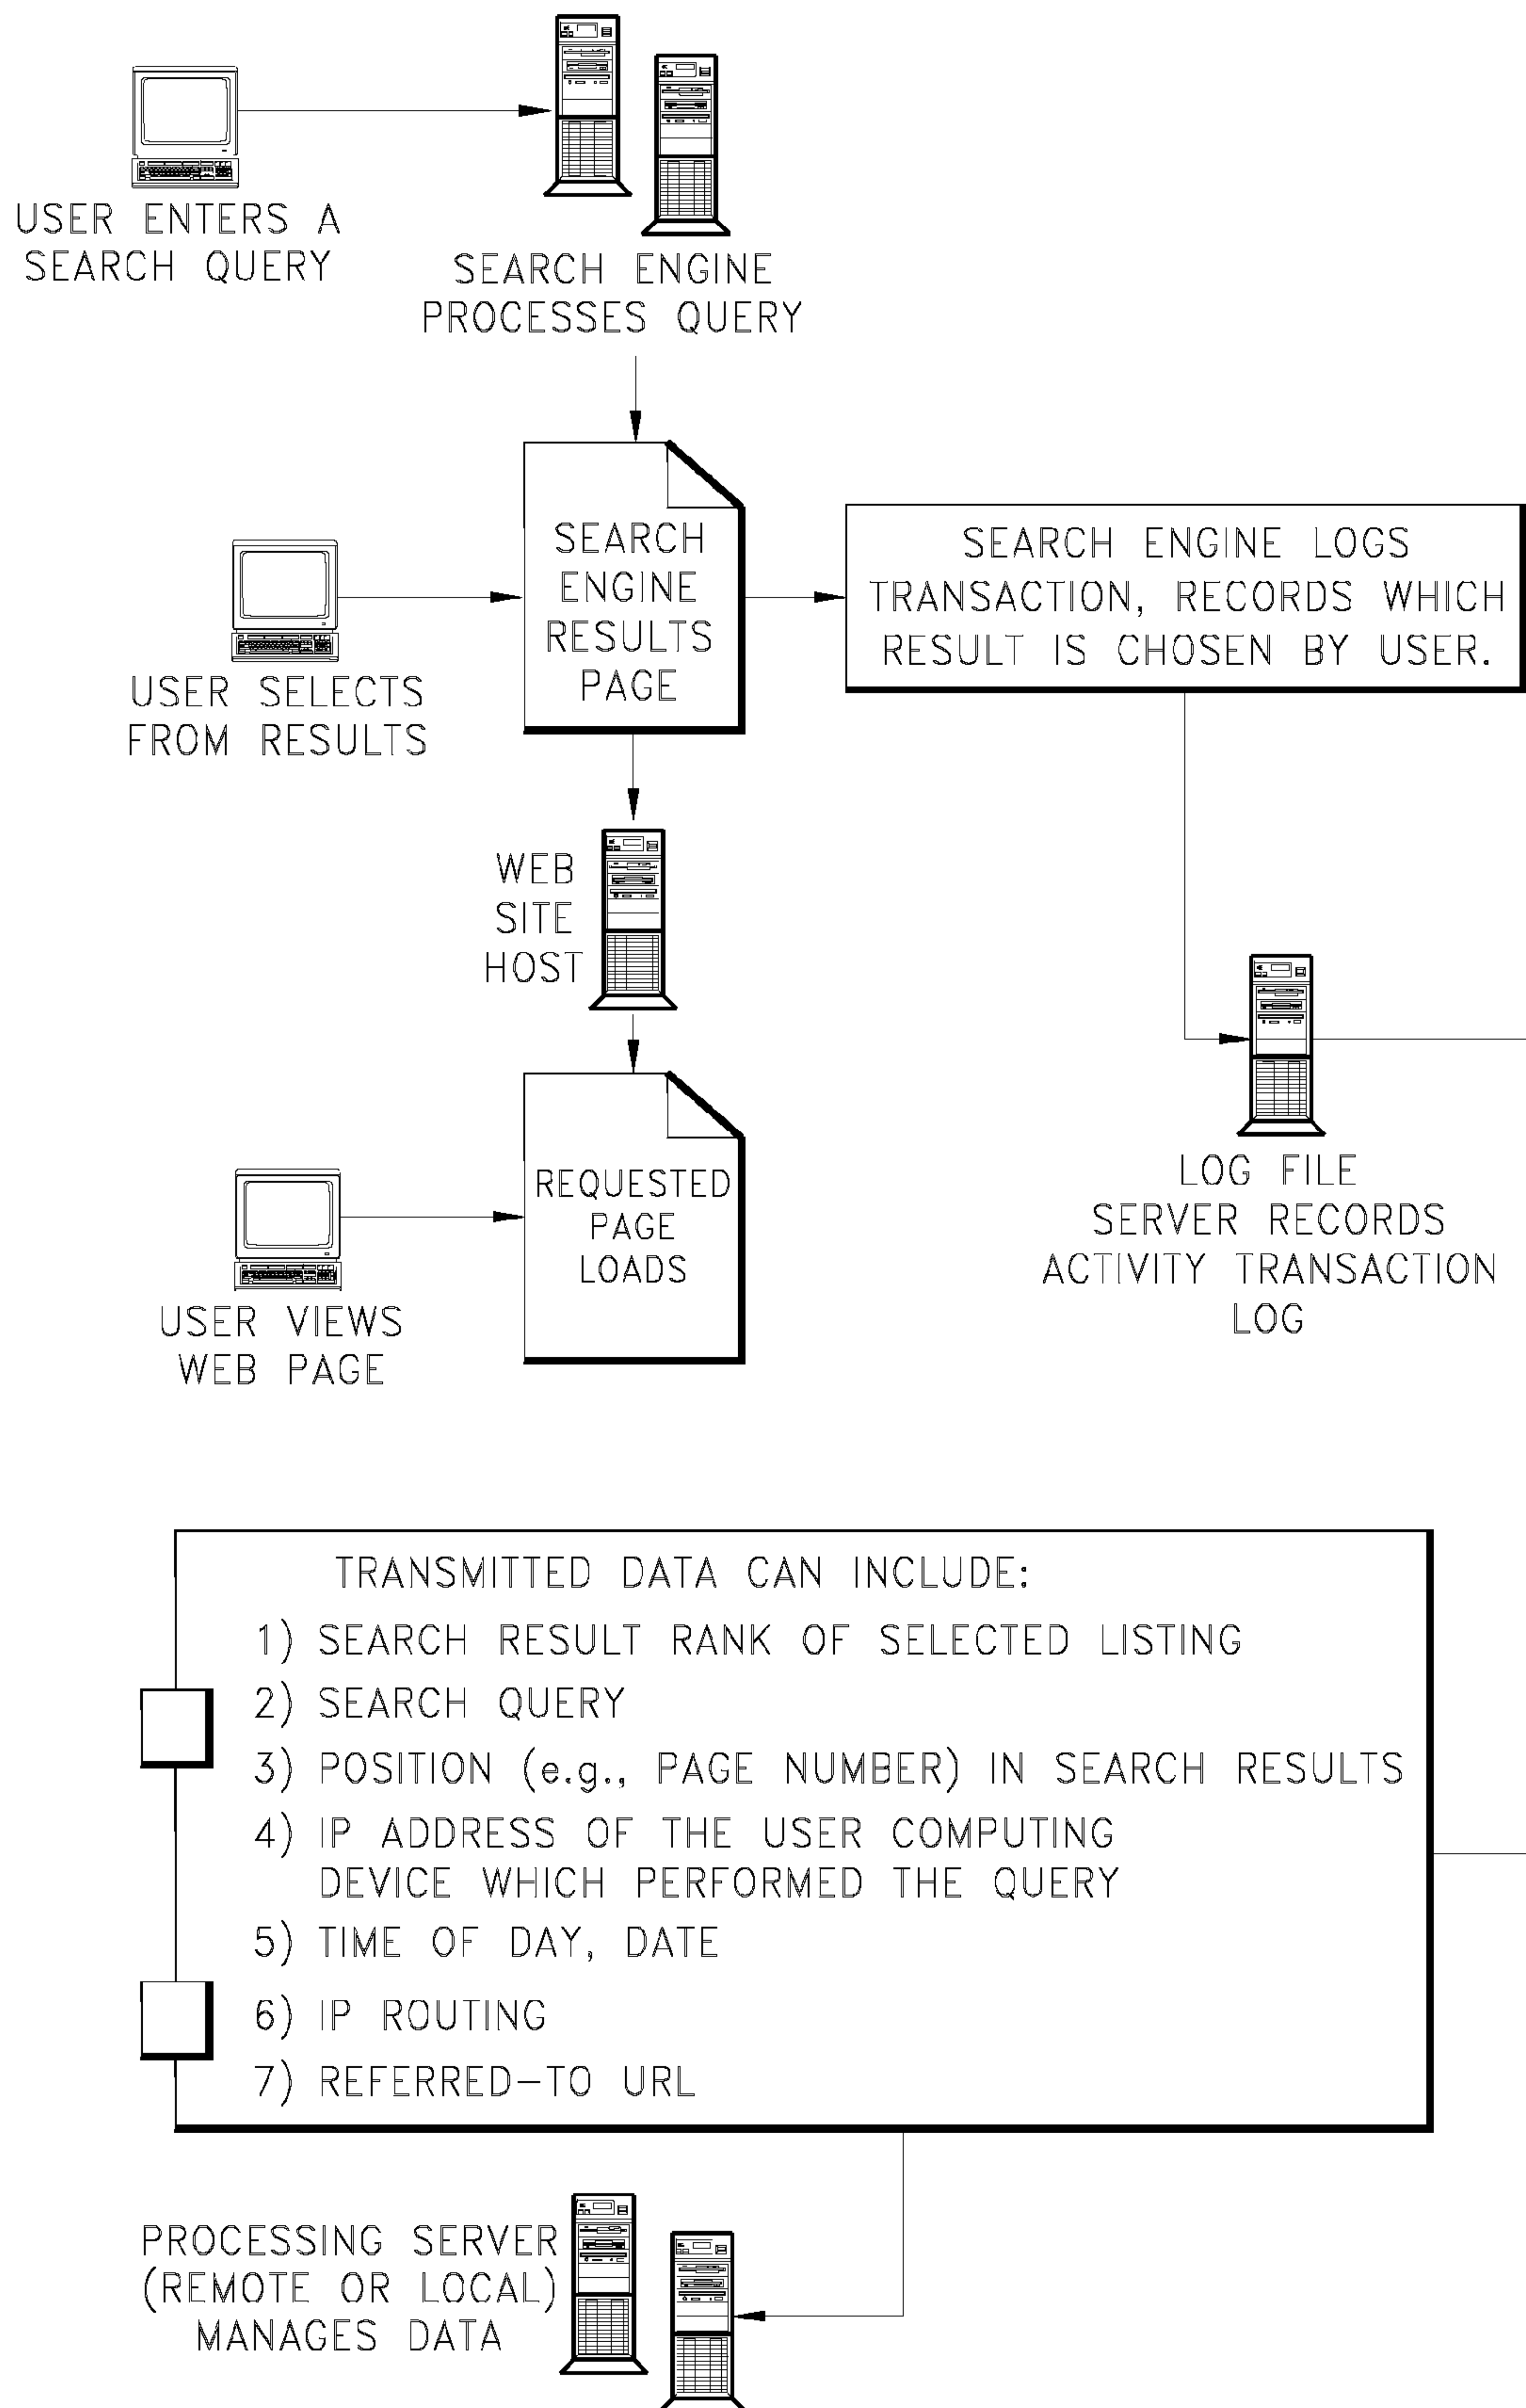 USER ENTERS A
SEARCH QUERY
SEARCH ENGINE
PROCESSES QUERY
SEARCH
ENGINE
RESULTS
PAGE
SEARCH ENGINE LOGS
TRANSACTION, RECORDS WHICH
RESULT IS CHOSEN BY USER.
USER SELECTS
FROM RESULTS
WEB
SITE
HOST
REQUESTED
PAGE
LOADS
LOG FILE
SERVER RECORDS
ACTIVITY TRANSACTION
LOG
USER VIEWS
WEB PAGE
TRANSMITTED DATA CAN INCLUDE:
1) SEARCH RESULT RANK OF SELECTED LISTING
2) SEARCH QUERY
3) POSITION (e.g., PAGE NUMBER) IN SEARCH RESULTS
4) IP ADDRESS OF THE USER COMPUTING
DEVICE WHICH PERFORMED THE QUERY
5) TIME OF DAY, DATE
6) IP ROUTING
7) REFERRED-TO URL
PROCESSING SERVER
(REMOTE OR LOCAL)
MANAGES DATA